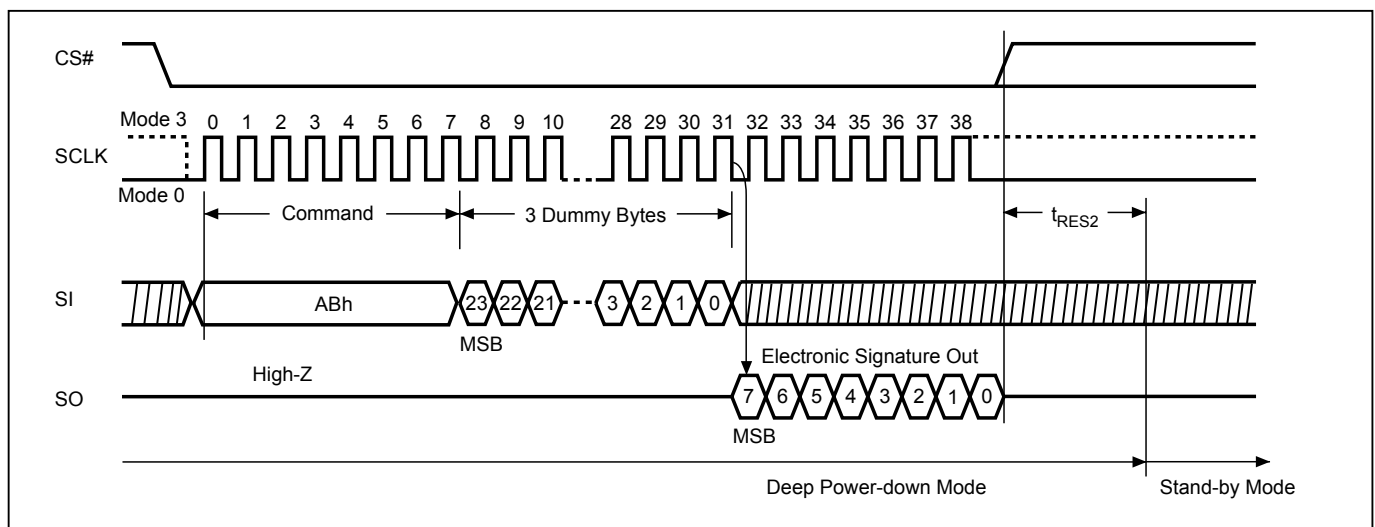 CS#
Mode 3 0 1 2 3 4 5 6 7 8 9 10 28 29 30 31 32 33 34 35 36 37 38
SCLK
Mode 0
Command 3 Dummy Bytes tRES2
SI ABh 23 22 21 3 2 1 0
MSB
Electronic Signature Out
High-Z
SO 7 6 5 4 3 2 1 0
MSB
Deep Power-down Mode Stand-by Mode